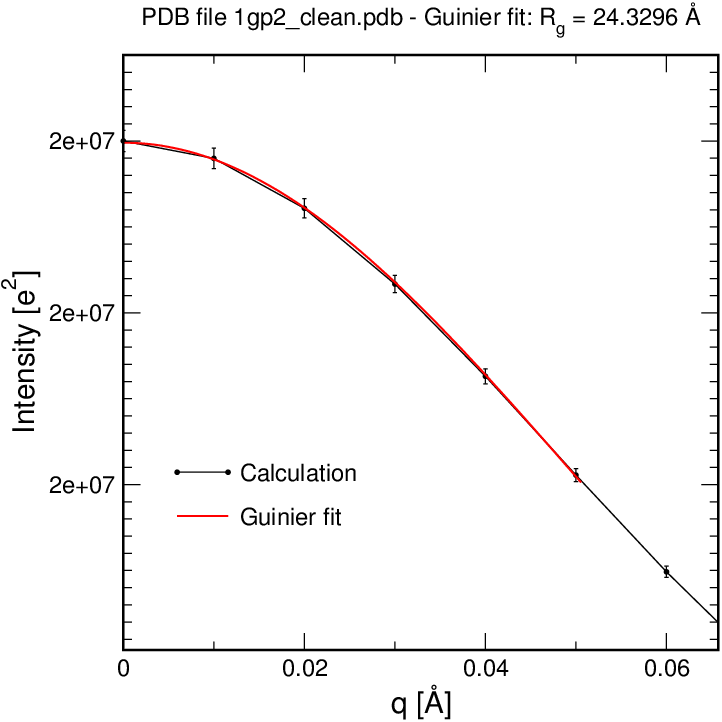 PDB file 1gp2_clean.pdb - Guinier fit: Rg = 24.3296 Å
2e+07
2e+07
2e+07
Intensity [e²]
Calculation
Guinier fit
0
0.02
0.04
0.06
q [Å]